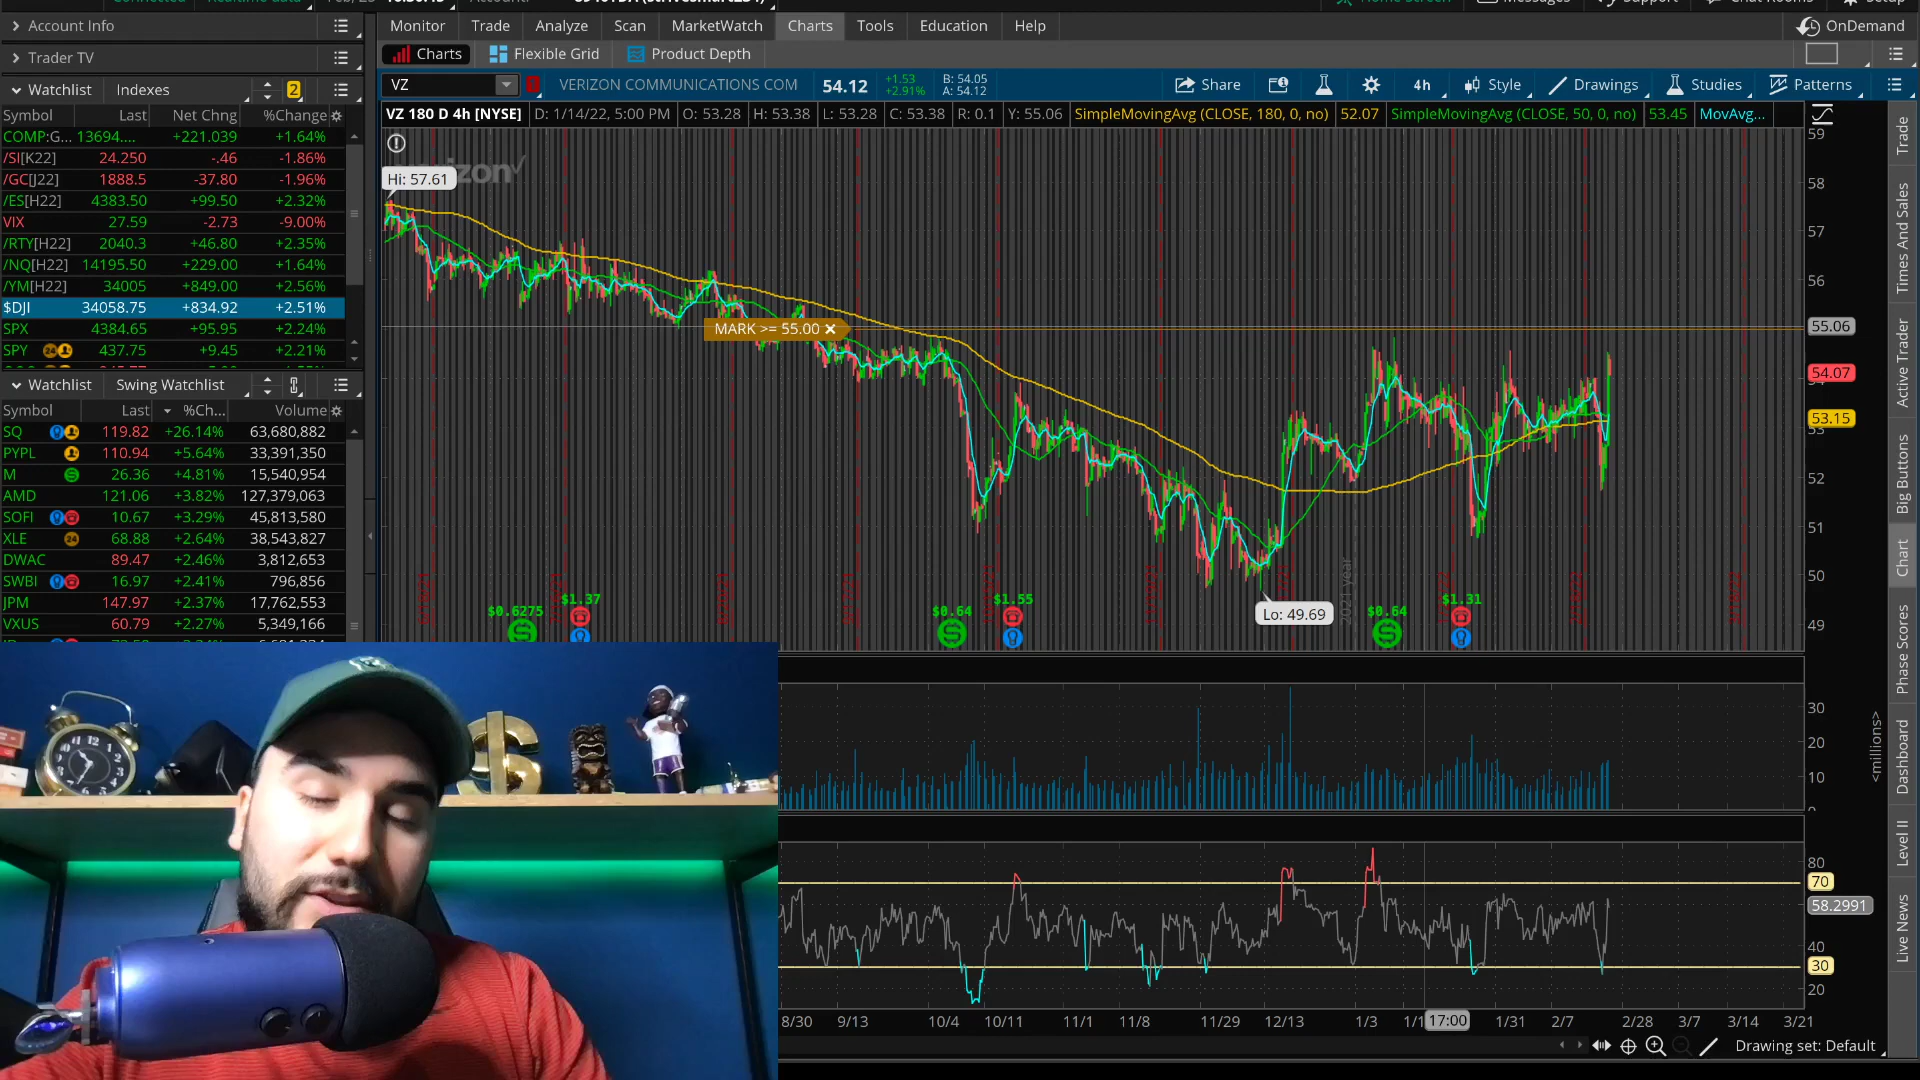 Account Info
Trader TV
Watchlist Indexes 2
Symbol Last Net Chng %Change
COMP:G... 13694.... +221.039 +1.64%
/SI[K22] 24.250 -.46 -1.86%
/GC[J22] 1888.5 -37.80 -1.96%
/ES[H22] 4383.50 +99.50 +2.32%
VIX 27.59 -2.73 -9.00%
/RTY[H22] 2040.3 +46.80 +2.35%
/NQ[H22] 14195.50 +229.00 +1.64%
/YM[H22] 34005 +849.00 +2.56%
$DJI 34058.75 +834.92 +2.51%
SPX 4384.65 +95.95 +2.24%
SPY 24 437.75 +9.45 +2.21%
Watchlist Swing Watchlist
Symbol Last %Ch... Volume
SQ 119.82 +26.14% 63,680,882
PYPL 110.94 +5.64% 33,391,350
M 26.36 +4.81% 15,540,954
AMD 121.06 +3.82% 127,379,063
SOFI 10.67 +3.29% 45,813,580
XLE 24 68.88 +2.64% 38,543,827
DWAC 89.47 +2.46% 3,812,653
SWBI 16.97 +2.41% 796,856
JPM 147.97 +2.37% 17,762,553
VXUS 60.79 +2.27% 5,349,166
Monitor Trade Analyze Scan MarketWatch Charts Tools Education Help
OnDemand
Charts Flexible Grid Product Depth
VZ VERIZON COMMUNICATIONS COM 54.12 +1.53 B: 54.05
+2.91% A: 54.12
Share 4h Style Drawings Studies Patterns
VZ 180 D 4h [NYSE] D: 1/14/22, 5:00 PM O: 53.28 H: 53.38 L: 53.28 C: 53.38 R: 0.1 Y: 55.06 SimpleMovingAvg (CLOSE, 180, 0, no) 52.07 SimpleMovingAvg (CLOSE, 50, 0, no) 53.45 MovAvg...
Hi: 57.61
MARK >= 55.00
Lo: 49.69
2021 year
$0.6275 $1.37 $0.64 $1.55 $0.64 $1.31
59
58
57
56
55.06
54.07
53.15
52
51
50
49
30
20
10
<millions>
80
70
58.2991
40
30
20
8/30 9/13 10/4 10/11 11/1 11/8 11/29 12/13 1/3 17:00 1/31 2/7 2/28 3/7 3/14 3/21
Drawing set: Default
Trade
Times And Sales
Active Trader
Big Buttons
Chart
Phase Scores
Dashboard
Level II
Live News